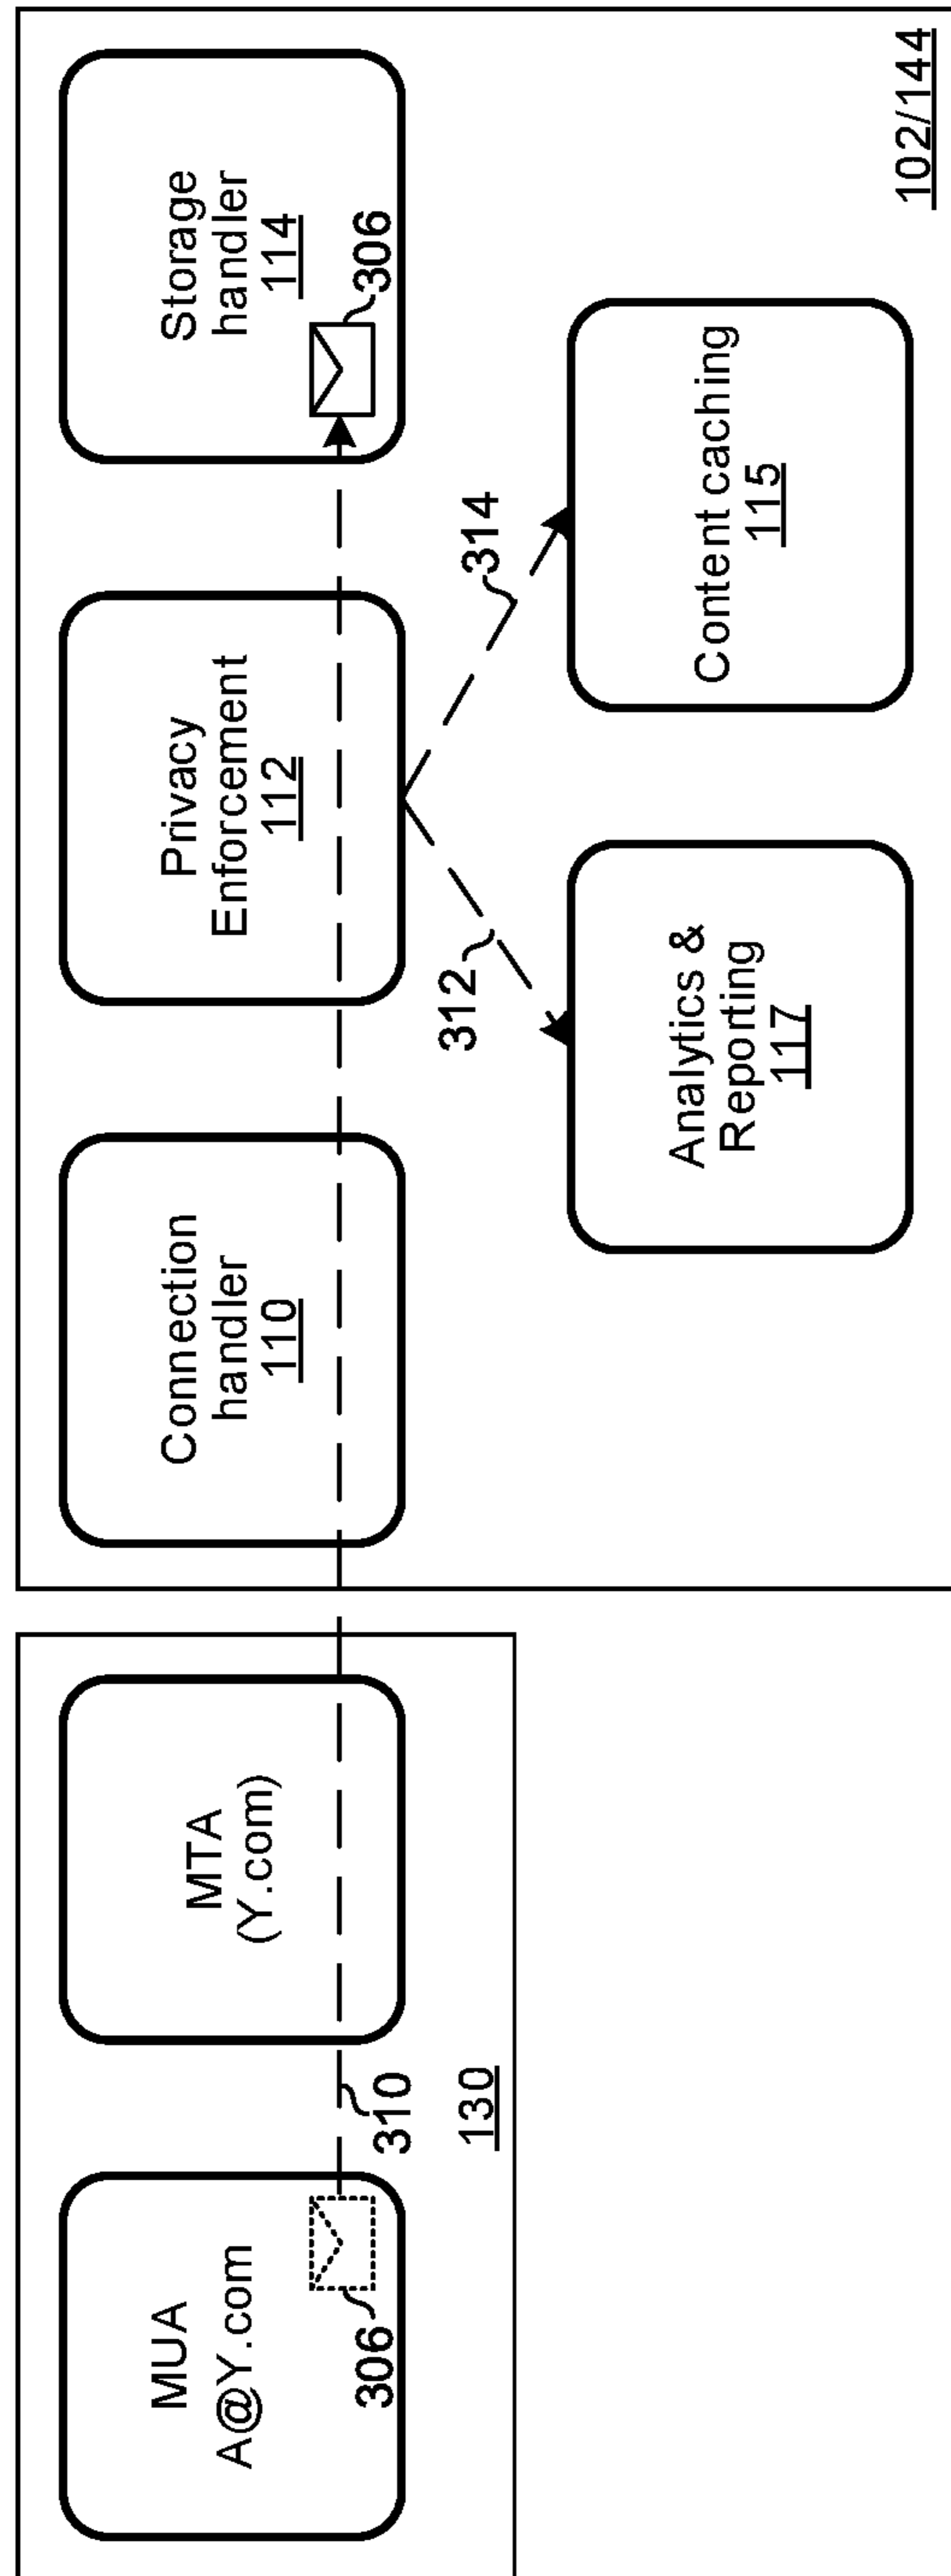 MUA
A@Y.com
306
310
MTA
(Y.com)
130
Connection
handler
110
Privacy
Enforcement
112
Storage
handler
114
306
312
314
Analytics &
Reporting
117
Content caching
115
102/144